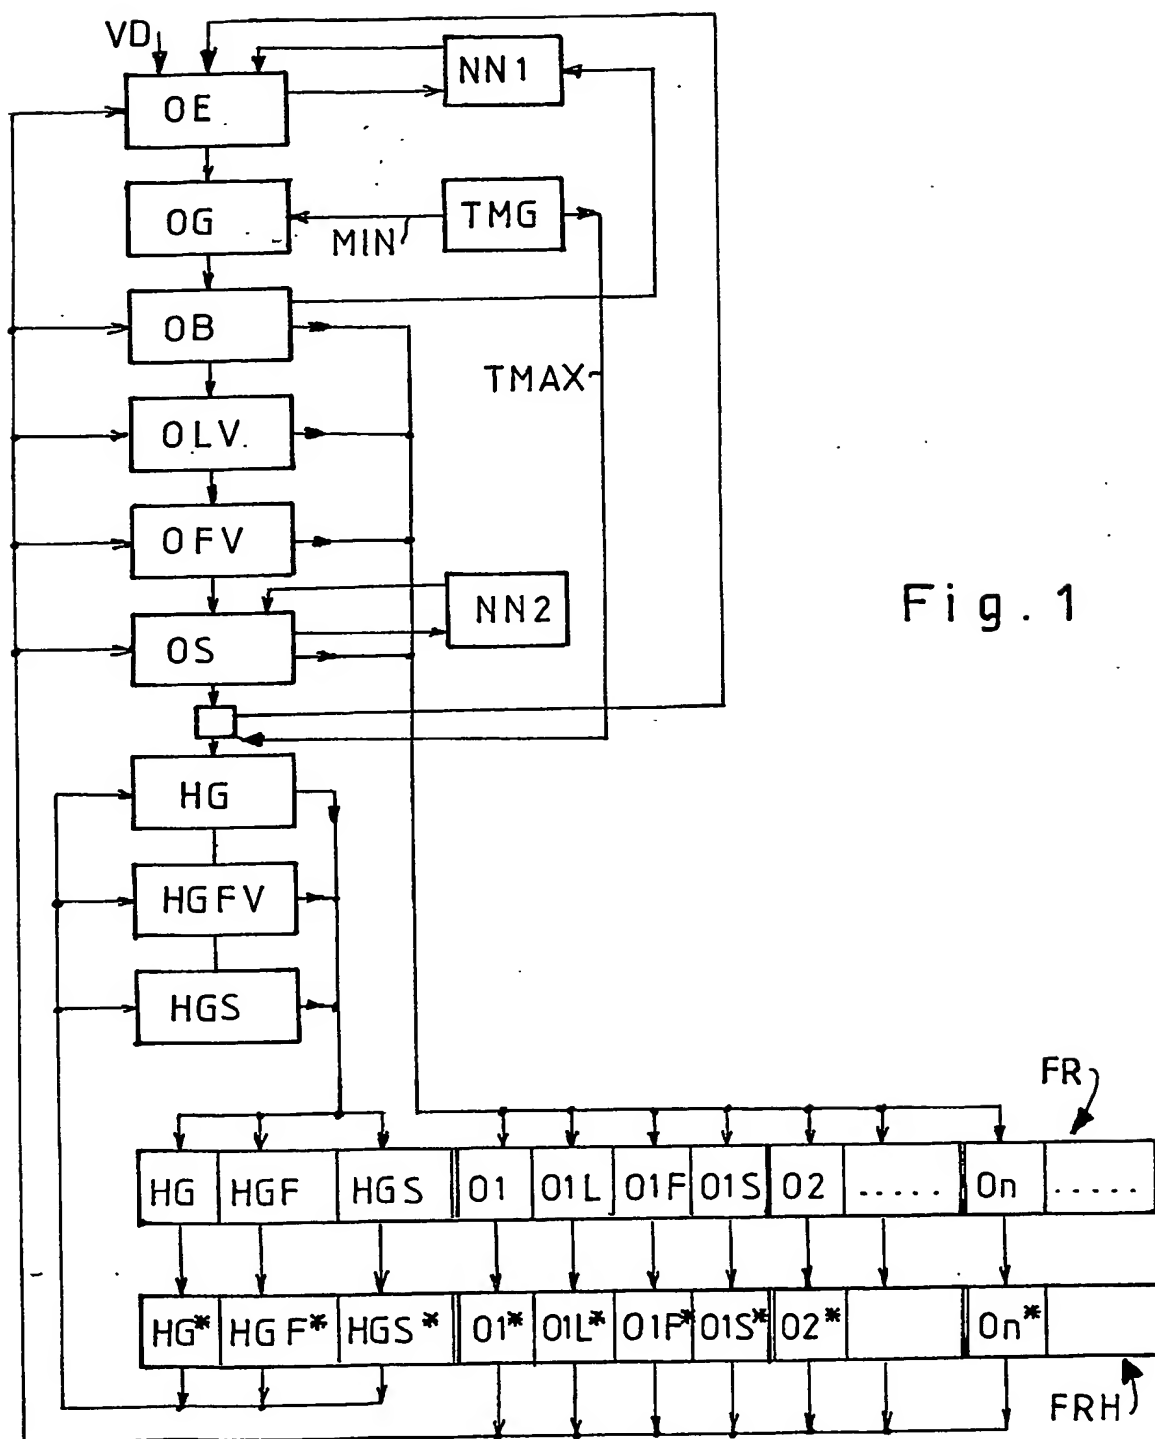 VD
NN1
OE
OG
MIN
TMG
OB
TMAX
OLV.
OFV
NN2
OS
Fig. 1
HG
HGFV
HGS
FR
HG HGF HGS O1 O1L O1F O1S O2 ..... On .....
HG* HGF* HGS* O1* O1L* O1F* O1S* O2* On*
FRH